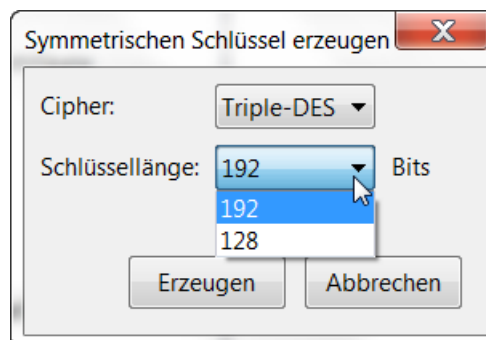 Symmetrischen Schlüssel erzeugen
Cipher: Triple-DES
Schlüssellänge: 192 Bits
192
128
Erzeugen Abbrechen